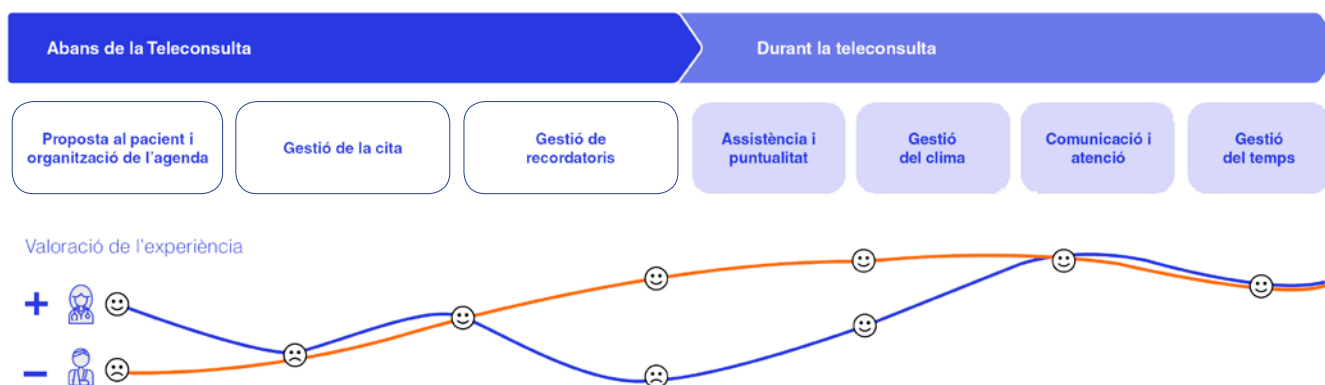 Abans de la Teleconsulta
Durant la teleconsulta
Proposta al pacient i
organització de l'agenda
Gestió de la cita
Gestió de
recordatoris
Assistència i
puntualitat
Gestió
del clima
Comunicació i
atenció
Gestió
del temps
Valoració de l'experiència
+
−